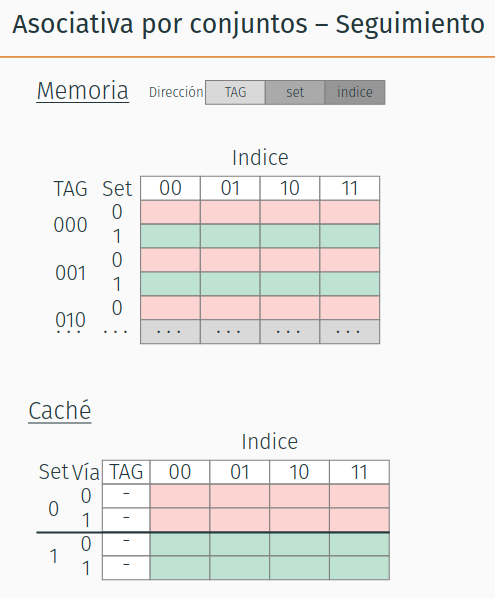 Asociativa por conjuntos – Seguimiento
Memoria Dirección TAG set indice
Indice
TAG Set 00 01 10 11
0
000
1
0
001
1
0
010
... ... ... ... ... ...
Caché
Indice
Set Vía TAG 00 01 10 11
0 -
0
1 -
0 -
1
1 -